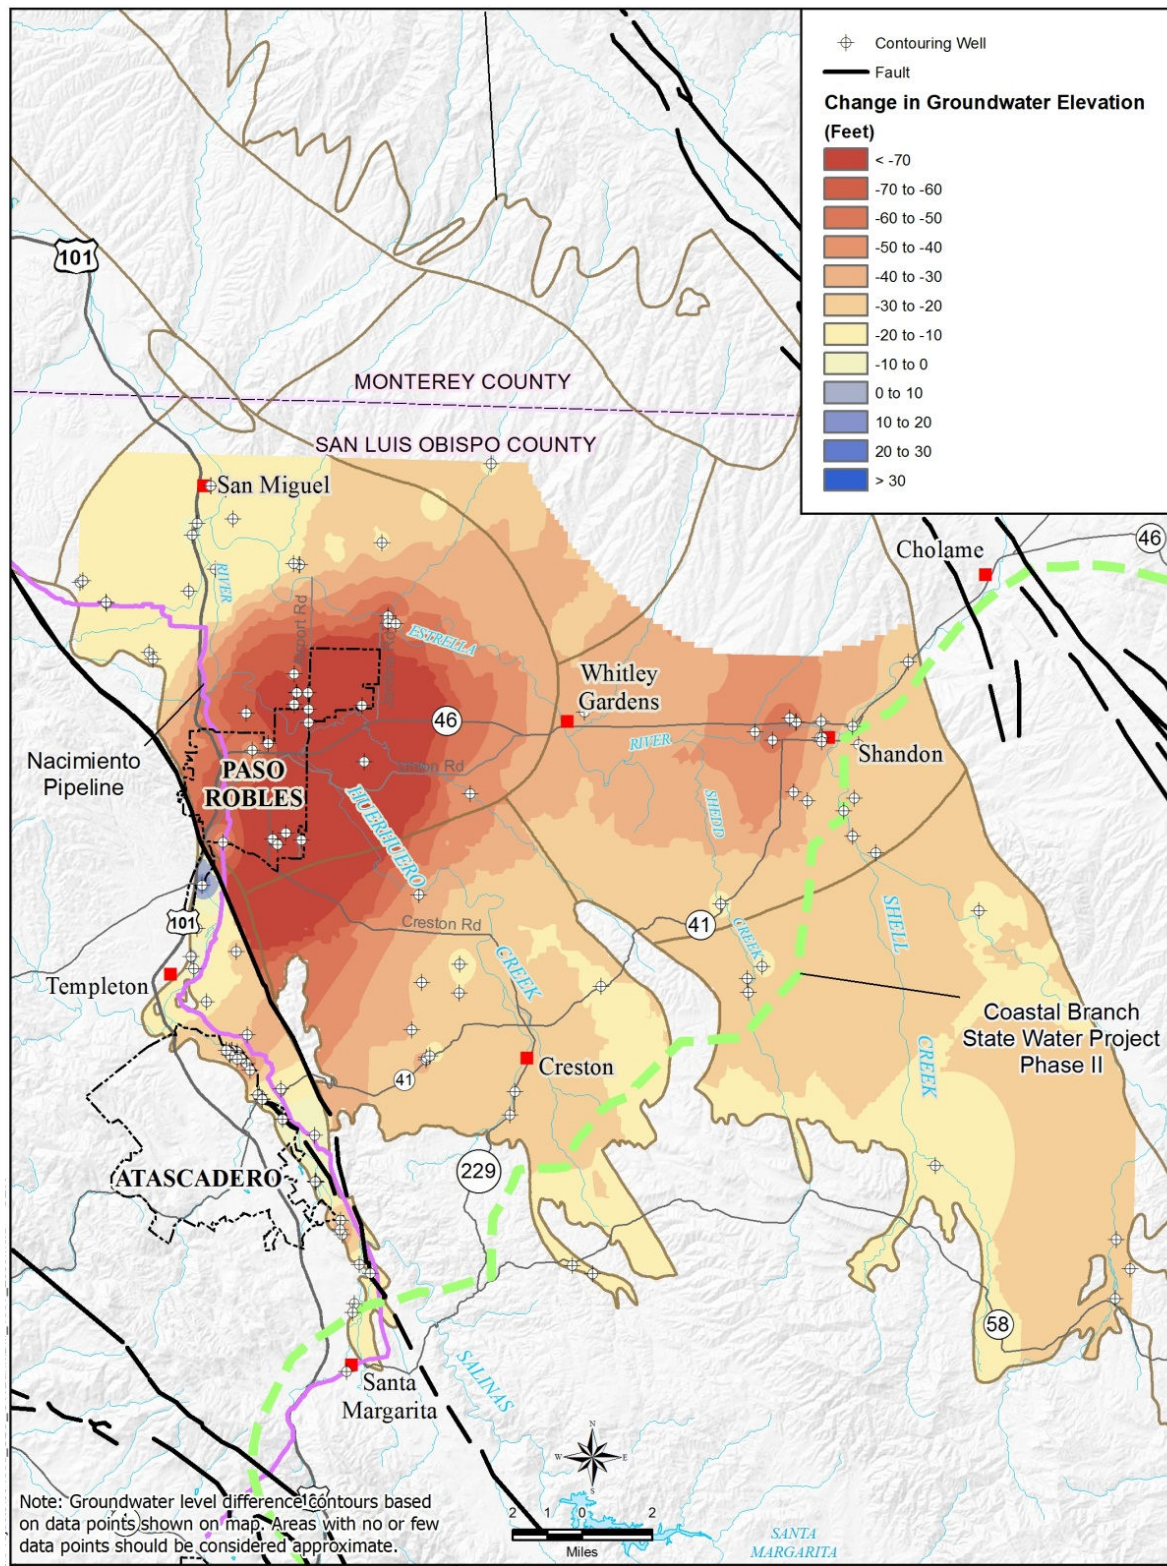 Contouring Well
Fault
Change in Groundwater Elevation
(Feet)
< -70
-70 to -60
-60 to -50
-50 to -40
-40 to -30
-30 to -20
-20 to -10
-10 to 0
0 to 10
10 to 20
20 to 30
> 30
101
MONTEREY COUNTY
SAN LUIS OBISPO COUNTY
San Miguel
46
Cholame
RIVER
Airport Rd
ESTRELLA
Whitley
Gardens
46
RIVER
Shandon
Nacimiento
Pipeline
PASO
ROBLES
HUERHUERO
SHEDD
101
Creston Rd
41
CREEK
SHELL
Templeton
CREEK
Coastal Branch
State Water Project
Phase II
CREEK
41
Creston
ATASCADERO
229
58
Santa
Margarita
SALINAS
N
W
E
S
Note: Groundwater level difference contours based
on data points shown on map. Areas with no or few
data points should be considered approximate.
2 1 0 2
Miles
SANTA
MARGARITA